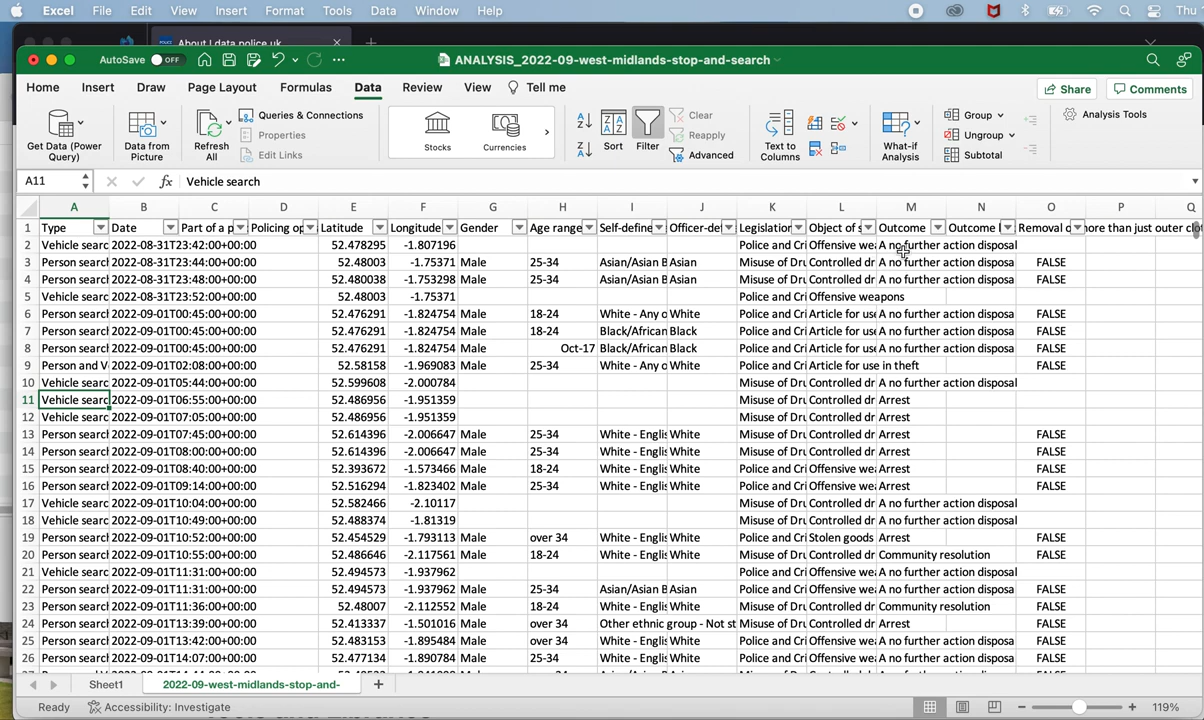 Excel File Edit View Insert Format Tools Data Window Help Thu
About | data.police.uk
AutoSave OFF ANALYSIS_2022-09-west-midlands-stop-and-search
Home Insert Draw Page Layout Formulas Data Review View Tell me Share Comments
Get Data (Power Query) Data from Picture Refresh All Queries & Connections Properties Edit Links Stocks Currencies Sort Filter Clear Reapply Advanced Text to Columns What-if Analysis Group Ungroup Subtotal Analysis Tools
A11 fx Vehicle search
A B C D E F G H I J K L M N O P Q
1 Type Date Part of a p Policing op Latitude Longitude Gender Age range Self-define Officer-de Legislation Object of s Outcome Outcome l Removal o more than just outer clot
2 Vehicle searc 2022-08-31T23:42:00+00:00 52.478295 -1.807196 Police and Cri Offensive wea A no further action disposal
3 Person search 2022-08-31T23:44:00+00:00 52.48003 -1.75371 Male 25-34 Asian/Asian B Asian Misuse of Dru Controlled dr A no further action disposa FALSE
4 Person search 2022-08-31T23:48:00+00:00 52.480038 -1.753298 Male 25-34 Asian/Asian B Asian Misuse of Dru Controlled dr A no further action disposa FALSE
5 Vehicle searc 2022-08-31T23:52:00+00:00 52.48003 -1.75371 Police and Cri Offensive weapons
6 Person search 2022-09-01T00:45:00+00:00 52.476291 -1.824754 Male 18-24 White - Any o White Police and Cri Article for use A no further action disposa FALSE
7 Person search 2022-09-01T00:45:00+00:00 52.476291 -1.824754 Male 18-24 Black/African Black Police and Cri Article for use A no further action disposa FALSE
8 Person search 2022-09-01T00:45:00+00:00 52.476291 -1.824754 Male Oct-17 Black/African Black Police and Cri Article for use A no further action disposa FALSE
9 Person and V 2022-09-01T02:08:00+00:00 52.58158 -1.969083 Male 25-34 White - Any o White Police and Cri Article for use in theft FALSE
10 Vehicle searc 2022-09-01T05:44:00+00:00 52.599608 -2.000784 Misuse of Dru Controlled dr A no further action disposal
11 Vehicle searc 2022-09-01T06:55:00+00:00 52.486956 -1.951359 Misuse of Dru Controlled dr Arrest
12 Vehicle searc 2022-09-01T07:05:00+00:00 52.486956 -1.951359 Misuse of Dru Controlled dr Arrest
13 Person search 2022-09-01T07:45:00+00:00 52.614396 -2.006647 Male 25-34 White - Englis White Misuse of Dru Controlled dr Arrest FALSE
14 Person search 2022-09-01T08:00:00+00:00 52.614396 -2.006647 Male 25-34 White - Englis White Misuse of Dru Controlled dr Arrest FALSE
15 Person search 2022-09-01T08:40:00+00:00 52.393672 -1.573466 Male 18-24 White - Englis White Police and Cri Offensive wea Arrest FALSE
16 Person search 2022-09-01T09:14:00+00:00 52.516294 -1.823402 Male 25-34 White - Englis White Police and Cri Offensive wea Arrest FALSE
17 Vehicle searc 2022-09-01T10:04:00+00:00 52.582466 -2.10117 Misuse of Dru Controlled dr A no further action disposal
18 Vehicle searc 2022-09-01T10:49:00+00:00 52.488374 -1.81319 Misuse of Dru Controlled dr A no further action disposal
19 Person search 2022-09-01T10:52:00+00:00 52.454529 -1.793113 Male over 34 White - Englis White Police and Cri Stolen goods Arrest FALSE
20 Person search 2022-09-01T10:55:00+00:00 52.486646 -2.117561 Male 18-24 White - Englis White Misuse of Dru Controlled dr Community resolution FALSE
21 Vehicle searc 2022-09-01T11:31:00+00:00 52.494573 -1.937962 Police and Cri Offensive wea A no further action disposal
22 Person search 2022-09-01T11:31:00+00:00 52.494573 -1.937962 Male 25-34 Asian/Asian B Asian Police and Cri Offensive wea A no further action disposa FALSE
23 Person search 2022-09-01T11:36:00+00:00 52.48007 -2.112552 Male 18-24 White - Englis White Misuse of Dru Controlled dr Community resolution FALSE
24 Person search 2022-09-01T13:39:00+00:00 52.413337 -1.501016 Male over 34 Other ethnic group - Not st Misuse of Dru Controlled dr Arrest FALSE
25 Person search 2022-09-01T13:42:00+00:00 52.483153 -1.895484 Male over 34 White - Englis White Police and Cri Offensive wea A no further action disposa FALSE
26 Person search 2022-09-01T14:07:00+00:00 52.477134 -1.890784 Male 25-34 White - Englis White Police and Cri Offensive wea A no further action disposa FALSE
Sheet1 2022-09-west-midlands-stop-and- +
Ready Accessibility: Investigate 119%